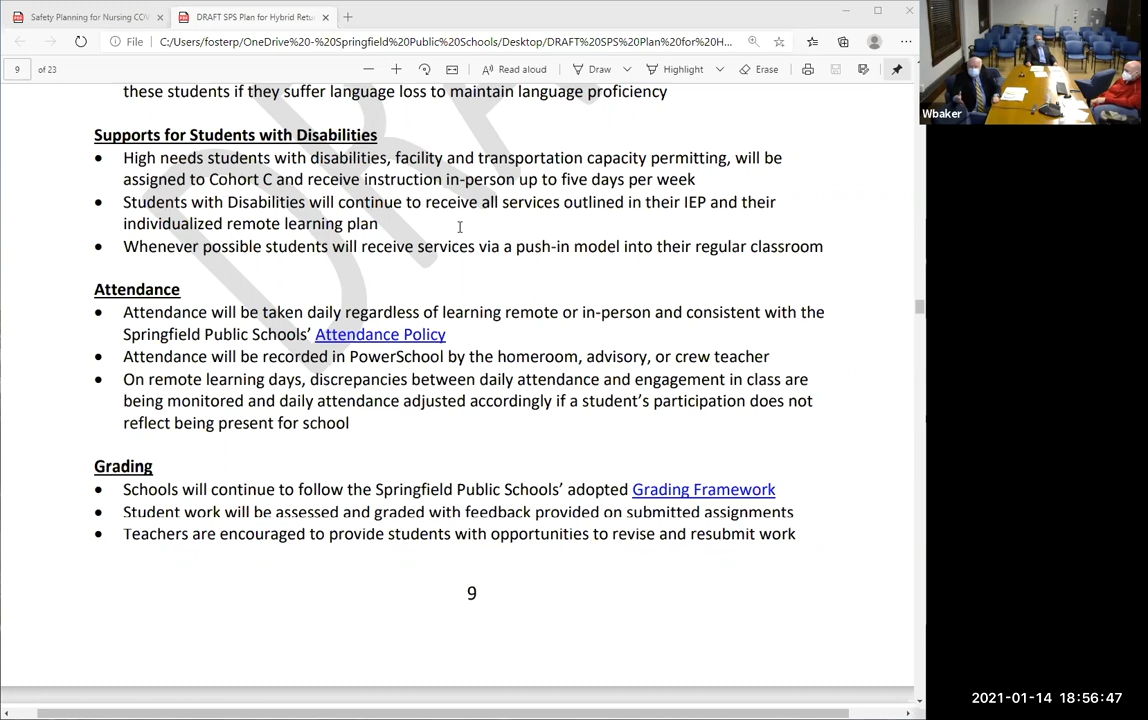 Safety Planning for Nursing CC/
DRAFT SPS Plan for Hybrid Retu
File
C:/Users/fosterp/OneDrive%20-%20Springfield%20Public%20Schools/Desktop/DRAFT%20SPS%20Plan%20for%20H...
9 of 23
Read aloud
Draw
Highlight
Erase
Wbaker
these students if they suffer language loss to maintain language proficiency
Supports for Students with Disabilities
• High needs students with disabilities, facility and transportation capacity permitting, will be
assigned to Cohort C and receive instruction in-person up to five days per week
• Students with Disabilities will continue to receive all services outlined in their IEP and their
individualized remote learning plan
• Whenever possible students will receive services via a push-in model into their regular classroom
Attendance
• Attendance will be taken daily regardless of learning remote or in-person and consistent with the
Springfield Public Schools’ Attendance Policy
• Attendance will be recorded in PowerSchool by the homeroom, advisory, or crew teacher
• On remote learning days, discrepancies between daily attendance and engagement in class are
being monitored and daily attendance adjusted accordingly if a student’s participation does not
reflect being present for school
Grading
• Schools will continue to follow the Springfield Public Schools’ adopted Grading Framework
• Student work will be assessed and graded with feedback provided on submitted assignments
• Teachers are encouraged to provide students with opportunities to revise and resubmit work
9
DRA
2021-01-14 18:56:47